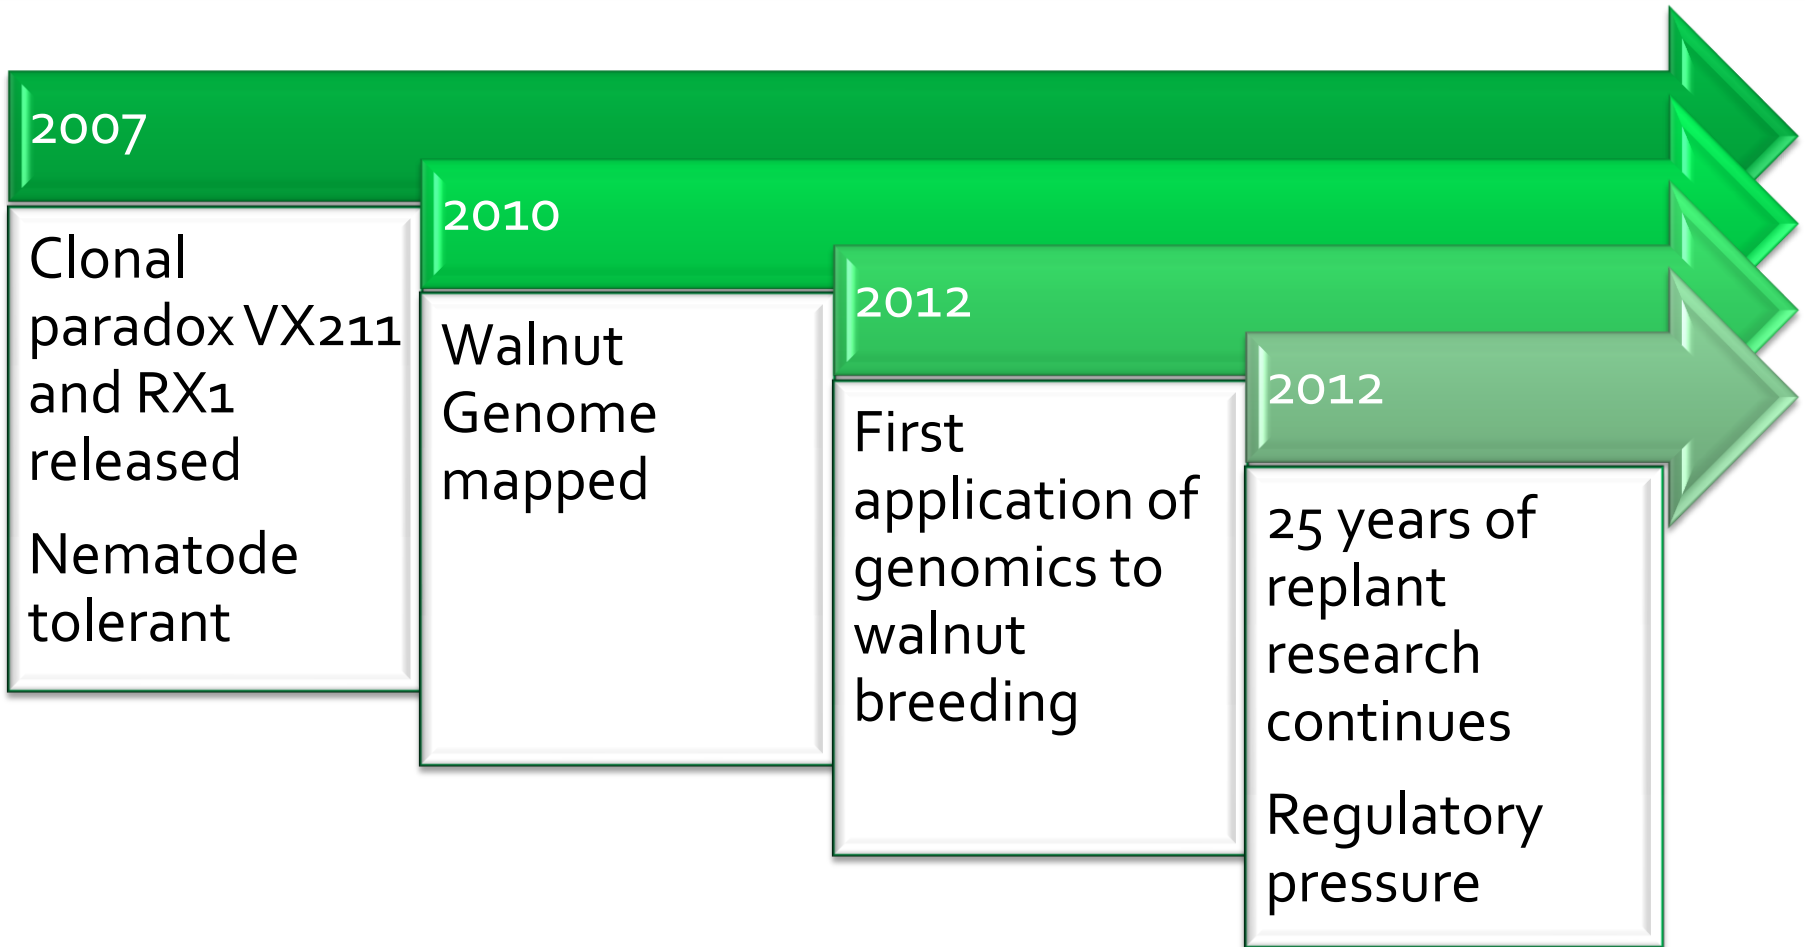 2007
Clonal
paradox VX211
and RX1
released
Nematode
tolerant
2010
Walnut
Genome
mapped
2012
First
application of
genomics to
walnut
breeding
2012
25 years of
replant
research
continues
Regulatory
pressure